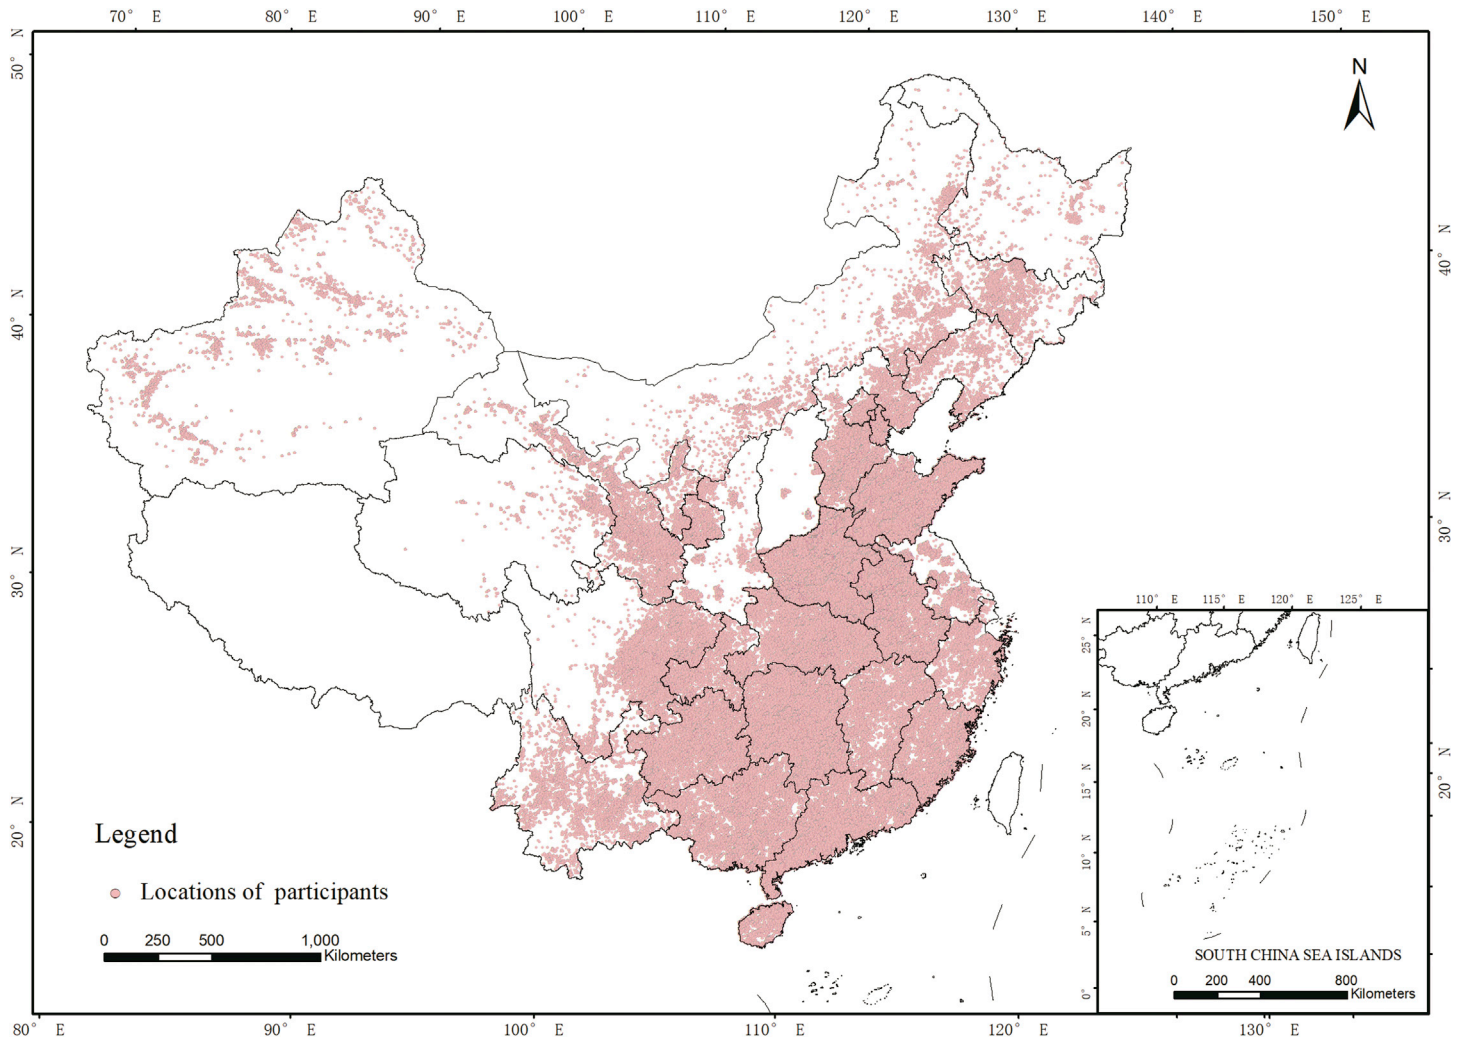 70° E 80° E 90° E 100° E 110° E 120° E 130° E 140° E 150° E
50° N
40° N
30° N
20° N
N
40° N
30° N
20° N
Legend
Locations of participants
0 250 500 1,000
Kilometers
110° E 115° E 120° E 125° E
25° N
20° N
15° N
10° N
5° N
0°
SOUTH CHINA SEA ISLANDS
0 200 400 800
Kilometers
80° E 90° E 100° E 110° E 120° E 130° E